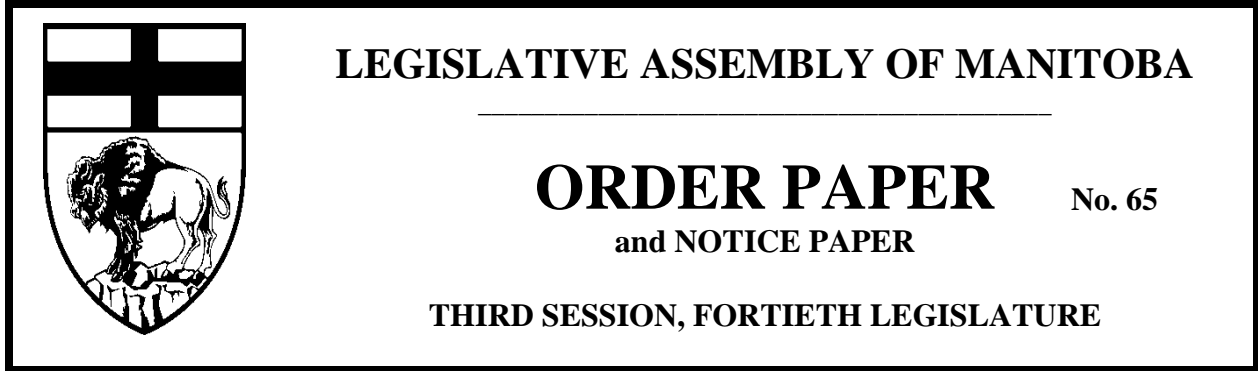 LEGISLATIVE ASSEMBLY OF MANITOBA
ORDER PAPER No. 65
and NOTICE PAPER
THIRD SESSION, FORTIETH LEGISLATURE